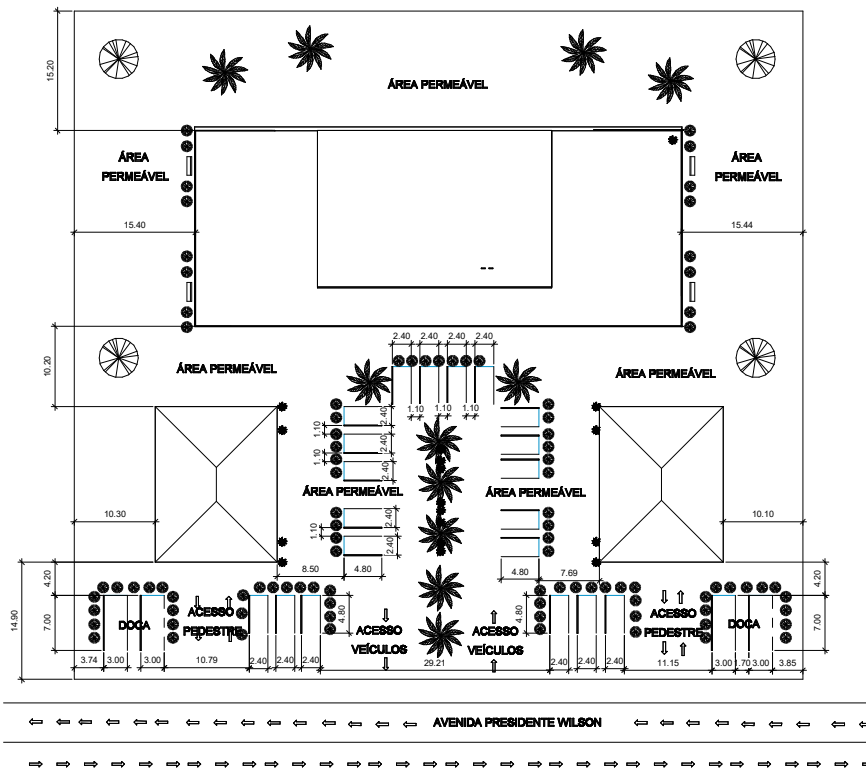 15.20
ÁREA PERMEÁVEL
ÁREA
PERMEÁVEL
ÁREA
PERMEÁVEL
15.40
15.44
2.40
2.40
2.40
2.40
10.20
ÁREA PERMEÁVEL
ÁREA PERMEÁVEL
1.10
1.10
1.10
2.40
1.10
2.40
1.10
2.40
ÁREA PERMEÁVEL
ÁREA PERMEÁVEL
10.30
10.10
2.40
1.10
2.40
8.50
4.80
4.80
7.69
4.20
4.20
14.90
7.00
7.00
4.80
4.80
DOCA
ACESSO
PEDESTRE
ACESSO
VEÍCULOS
ACESSO
VEÍCULOS
ACESSO
PEDESTRE
DOCA
3.74
3.00
3.00
10.79
2.40
2.40
2.40
29.21
2.40
2.40
2.40
11.15
3.00
1.70
3.00
3.85
AVENIDA PRESIDENTE WILSON